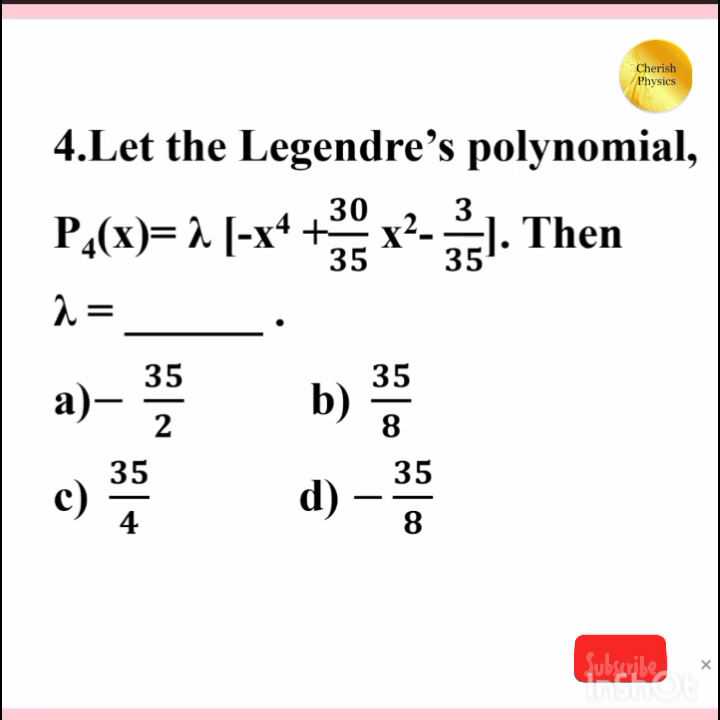 Cherish
Physics
4.Let the Legendre’s polynomial,
P₄(x)= λ [-x⁴ +30/35 x²- 3/35]. Then
λ = ______ .
a)− 35/2 b) 35/8
c) 35/4 d) − 35/8
Subscribe
InShOt
×